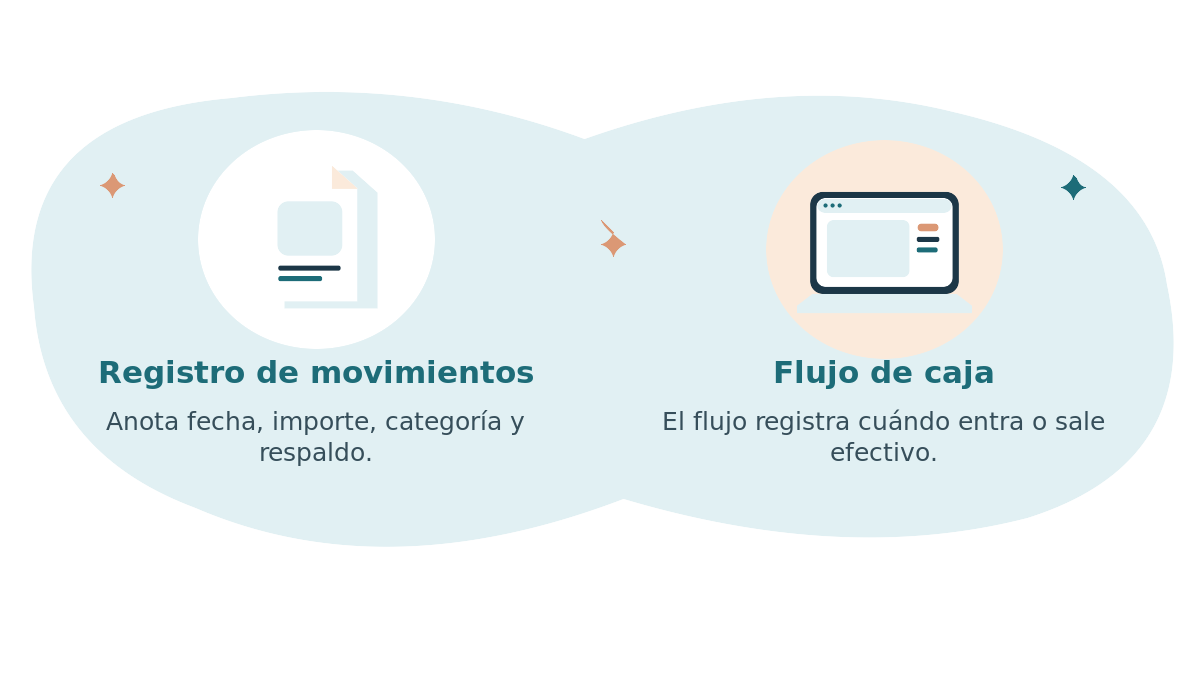 Registro de movimientos
Anota fecha, importe, categoría y
respaldo.
Flujo de caja
El flujo registra cuándo entra o sale
efectivo.